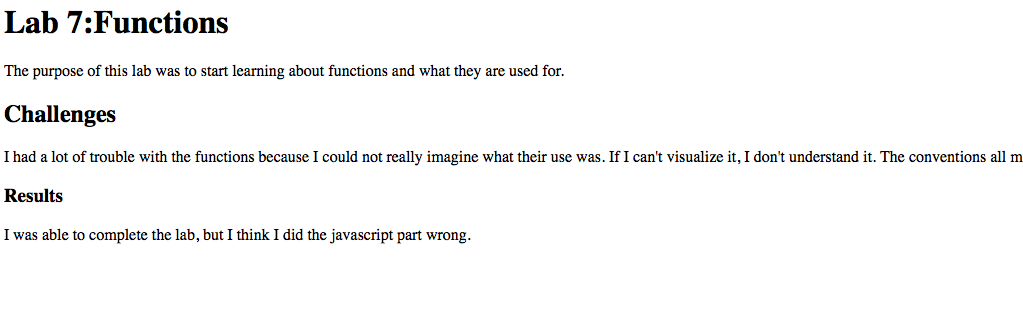 Lab 7:Functions
The purpose of this lab was to start learning about functions and what they are used for.
Challenges
I had a lot of trouble with the functions because I could not really imagine what their use was. If I can't visualize it, I don't understand it. The conventions all m
Results
I was able to complete the lab, but I think I did the javascript part wrong.